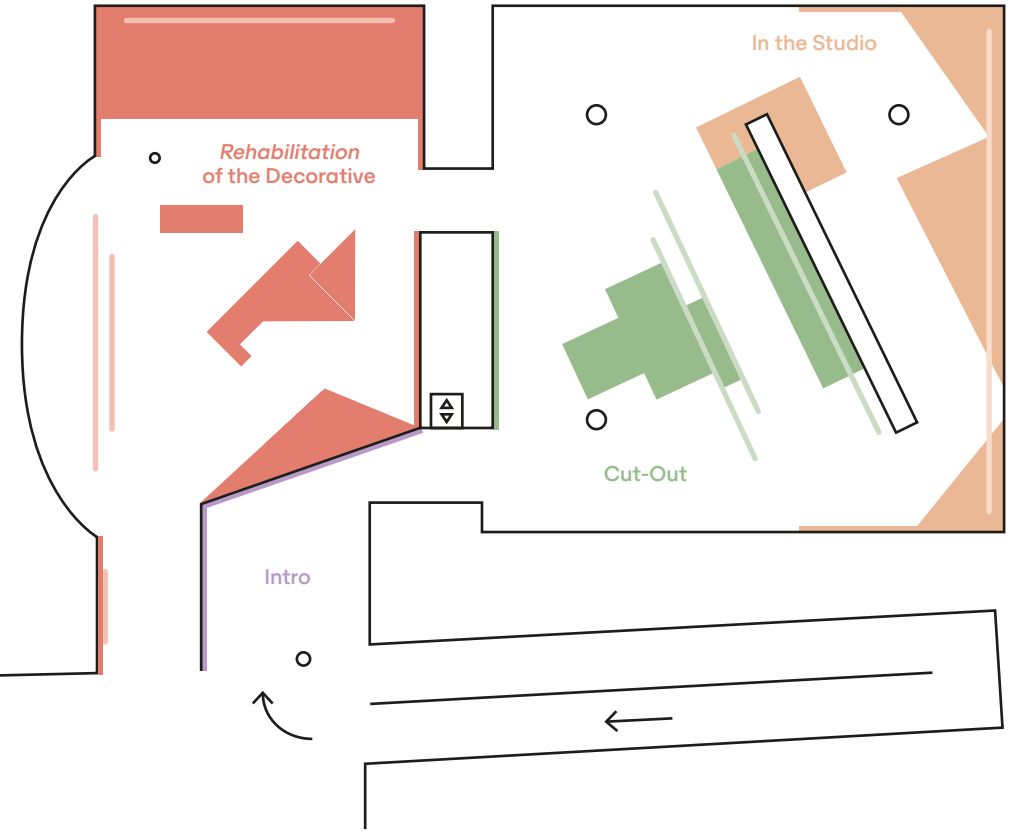 In the Studio
Rehabilitation
of the Decorative
Cut-Out
Intro